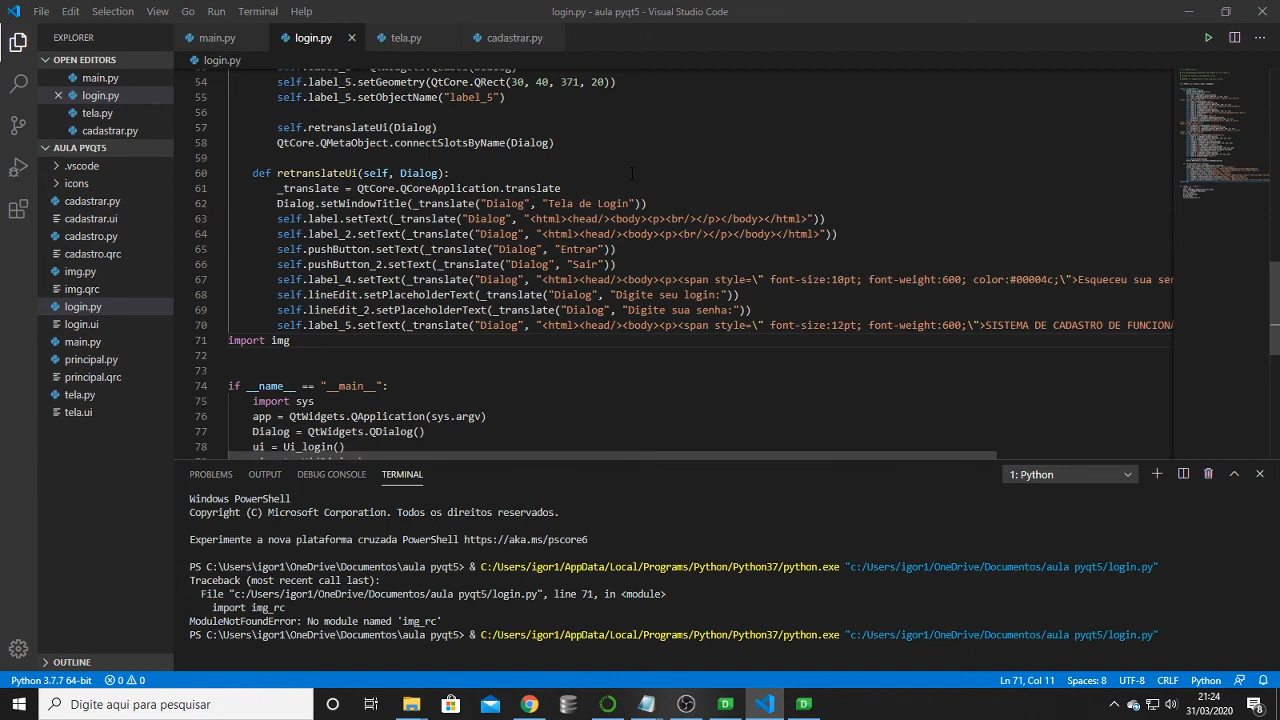 File Edit Selection View Go Run Terminal Help
login.py - aula pyqt5 - Visual Studio Code
EXPLORER
OPEN EDITORS
main.py
login.py
tela.py
cadastrar.py
AULA PYQT5
.vscode
icons
cadastrar.py
cadastrar.ui
cadastro.py
cadastro.qrc
img.py
img.qrc
login.py
login.ui
main.py
principal.py
principal.qrc
tela.py
tela.ui
OUTLINE
main.py login.py tela.py cadastrar.py
login.py
54 self.label_5.setGeometry(QtCore.QRect(30, 40, 371, 20))
55 self.label_5.setObjectName("label_5")
56
57 self.retranslateUi(Dialog)
58 QtCore.QMetaObject.connectSlotsByName(Dialog)
59
60 def retranslateUi(self, Dialog):
61 _translate = QtCore.QCoreApplication.translate
62 Dialog.setWindowTitle(_translate("Dialog", "Tela de Login"))
63 self.label.setText(_translate("Dialog", "<html><head/><body><p><br/></p></body></html>"))
64 self.label_2.setText(_translate("Dialog", "<html><head/><body><p><br/></p></body></html>"))
65 self.pushButton.setText(_translate("Dialog", "Entrar"))
66 self.pushButton_2.setText(_translate("Dialog", "Sair"))
67 self.label_4.setText(_translate("Dialog", "<html><head/><body><p><span style=\" font-size:10pt; font-weight:600; color:#00004c;\">Esqueceu sua sen
68 self.lineEdit.setPlaceholderText(_translate("Dialog", "Digite seu login:"))
69 self.lineEdit_2.setPlaceholderText(_translate("Dialog", "Digite sua senha:"))
70 self.label_5.setText(_translate("Dialog", "<html><head/><body><p><span style=\" font-size:12pt; font-weight:600;\">SISTEMA DE CADASTRO DE FUNCIONÁ
71 import img
72
73
74 if __name__ == "__main__":
75 import sys
76 app = QtWidgets.QApplication(sys.argv)
77 Dialog = QtWidgets.QDialog()
78 ui = Ui_login()
PROBLEMS OUTPUT DEBUG CONSOLE TERMINAL
1: Python
Windows PowerShell
Copyright (C) Microsoft Corporation. Todos os direitos reservados.
Experimente a nova plataforma cruzada PowerShell https://aka.ms/pscore6
PS C:\Users\igor1\OneDrive\Documentos\aula pyqt5> & C:/Users/igor1/AppData/Local/Programs/Python/Python37/python.exe "c:/Users/igor1/OneDrive/Documentos/aula pyqt5/login.py"
Traceback (most recent call last):
File "c:/Users/igor1/OneDrive/Documentos/aula pyqt5/login.py", line 71, in <module>
import img_rc
ModuleNotFoundError: No module named 'img_rc'
PS C:\Users\igor1\OneDrive\Documentos\aula pyqt5> & C:/Users/igor1/AppData/Local/Programs/Python/Python37/python.exe "c:/Users/igor1/OneDrive/Documentos/aula pyqt5/login.py"
Python 3.7.7 64-bit 0 0
Ln 71, Col 11 Spaces: 8 UTF-8 CRLF Python
Digite aqui para pesquisar
21:24
31/03/2020
8